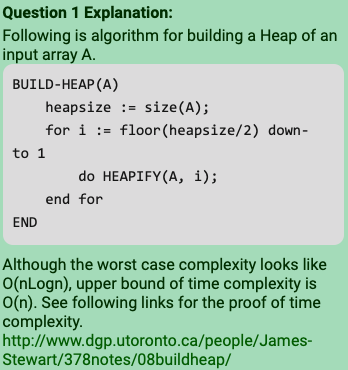 Question 1 Explanation:
Following is algorithm for building a Heap of an
input array A.
BUILD-HEAP(A)
heapsize := size(A);
for i := floor(heapsize/2) down-
to 1
do HEAPIFY(A, i);
end for
END
Although the worst case complexity looks like
O(nLogn), upper bound of time complexity is
O(n). See following links for the proof of time
complexity.
http://www.dgp.utoronto.ca/people/James-
Stewart/378notes/08buildheap/